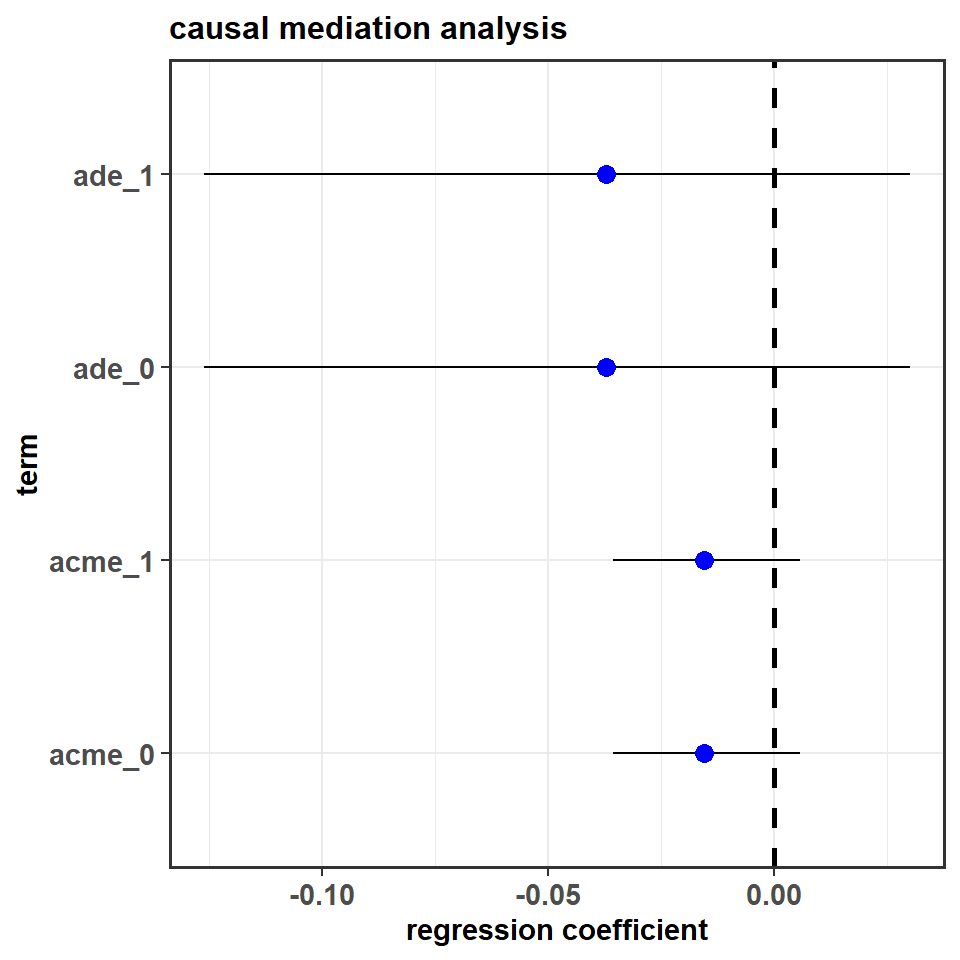 causal mediation analysis
ade_1
ade_0
acme_1
acme_0
term
-0.10
-0.05
0.00
regression coefficient